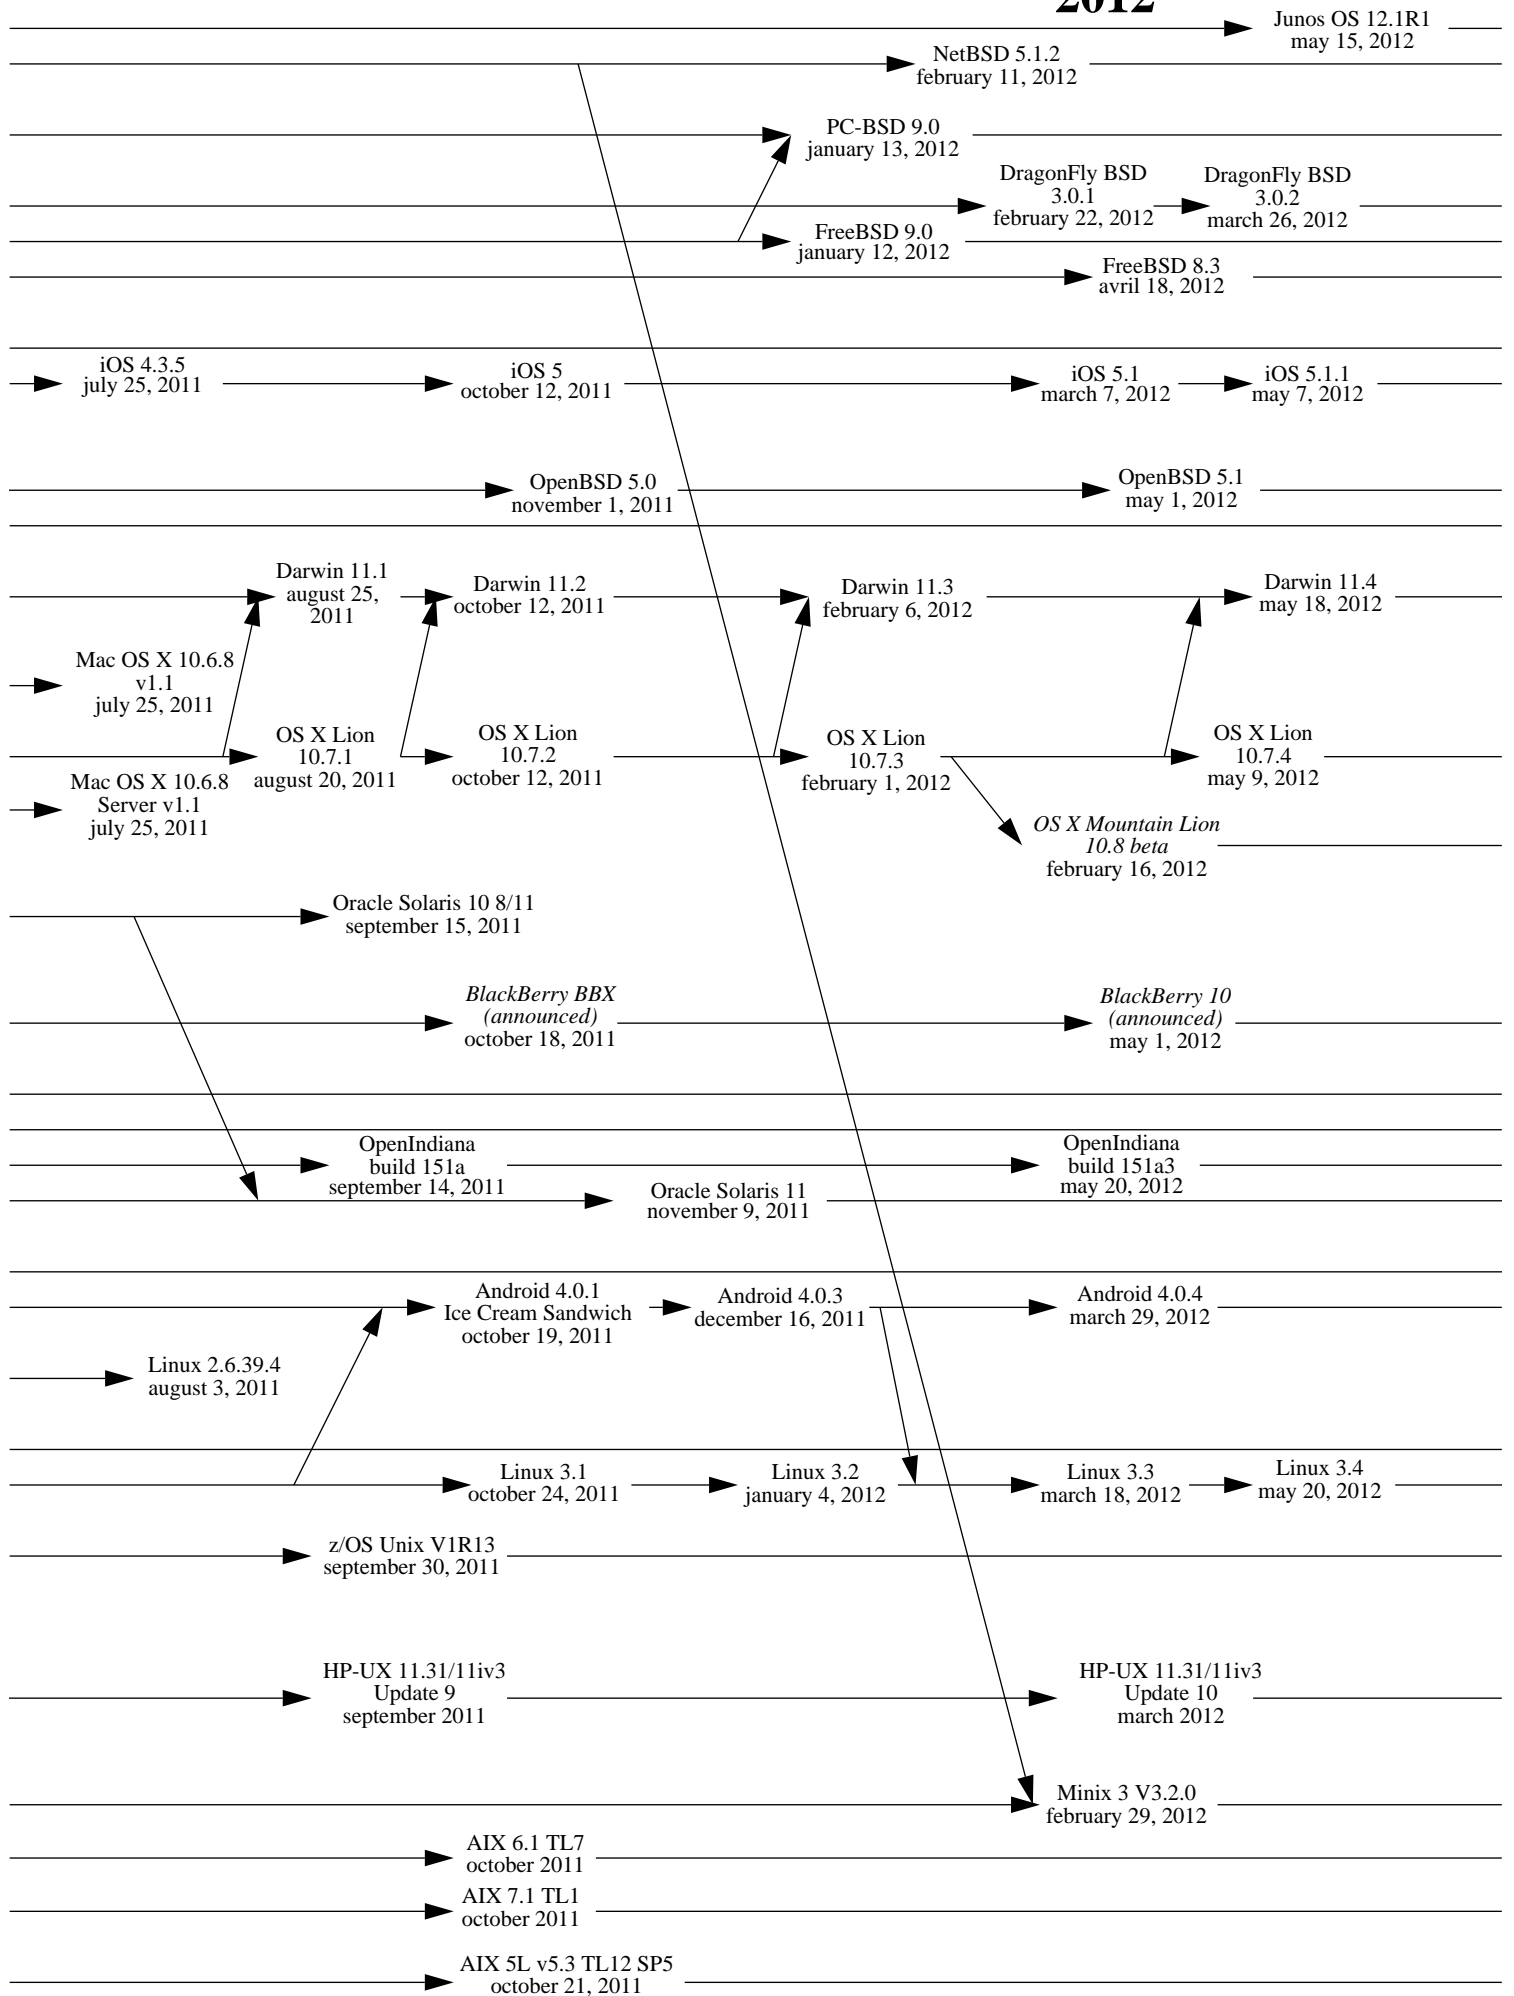 2012
Junos OS 12.1R1
may 15, 2012
NetBSD 5.1.2
february 11, 2012
PC-BSD 9.0
january 13, 2012
DragonFly BSD
3.0.1
february 22, 2012
DragonFly BSD
3.0.2
march 26, 2012
FreeBSD 9.0
january 12, 2012
FreeBSD 8.3
avril 18, 2012
iOS 4.3.5
july 25, 2011
iOS 5
october 12, 2011
iOS 5.1
march 7, 2012
iOS 5.1.1
may 7, 2012
OpenBSD 5.0
november 1, 2011
OpenBSD 5.1
may 1, 2012
Darwin 11.1
august 25,
2011
Darwin 11.2
october 12, 2011
Darwin 11.3
february 6, 2012
Darwin 11.4
may 18, 2012
Mac OS X 10.6.8
v1.1
july 25, 2011
OS X Lion
10.7.1
august 20, 2011
OS X Lion
10.7.2
october 12, 2011
OS X Lion
10.7.3
february 1, 2012
OS X Lion
10.7.4
may 9, 2012
Mac OS X 10.6.8
Server v1.1
july 25, 2011
OS X Mountain Lion
10.8 beta
february 16, 2012
Oracle Solaris 10 8/11
september 15, 2011
BlackBerry BBX
(announced)
october 18, 2011
BlackBerry 10
(announced)
may 1, 2012
OpenIndiana
build 151a
september 14, 2011
OpenIndiana
build 151a3
may 20, 2012
Oracle Solaris 11
november 9, 2011
Android 4.0.1
Ice Cream Sandwich
october 19, 2011
Android 4.0.3
december 16, 2011
Android 4.0.4
march 29, 2012
Linux 2.6.39.4
august 3, 2011
Linux 3.1
october 24, 2011
Linux 3.2
january 4, 2012
Linux 3.3
march 18, 2012
Linux 3.4
may 20, 2012
z/OS Unix V1R13
september 30, 2011
HP-UX 11.31/11iv3
Update 9
september 2011
HP-UX 11.31/11iv3
Update 10
march 2012
Minix 3 V3.2.0
february 29, 2012
AIX 6.1 TL7
october 2011
AIX 7.1 TL1
october 2011
AIX 5L v5.3 TL12 SP5
october 21, 2011